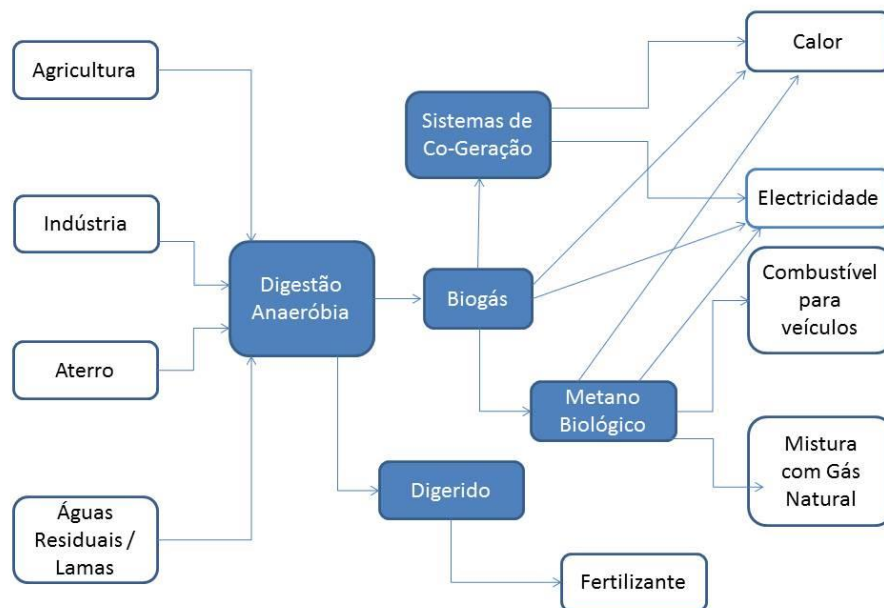 Agricultura
Indústria
Aterro
Águas
Residuais /
Lamas
Digestão
Anaeróbia
Sistemas de
Co-Geração
Biogás
Metano
Biológico
Digerido
Calor
Electricidade
Combustível
para
veículos
Mistura
com Gás
Natural
Fertilizante